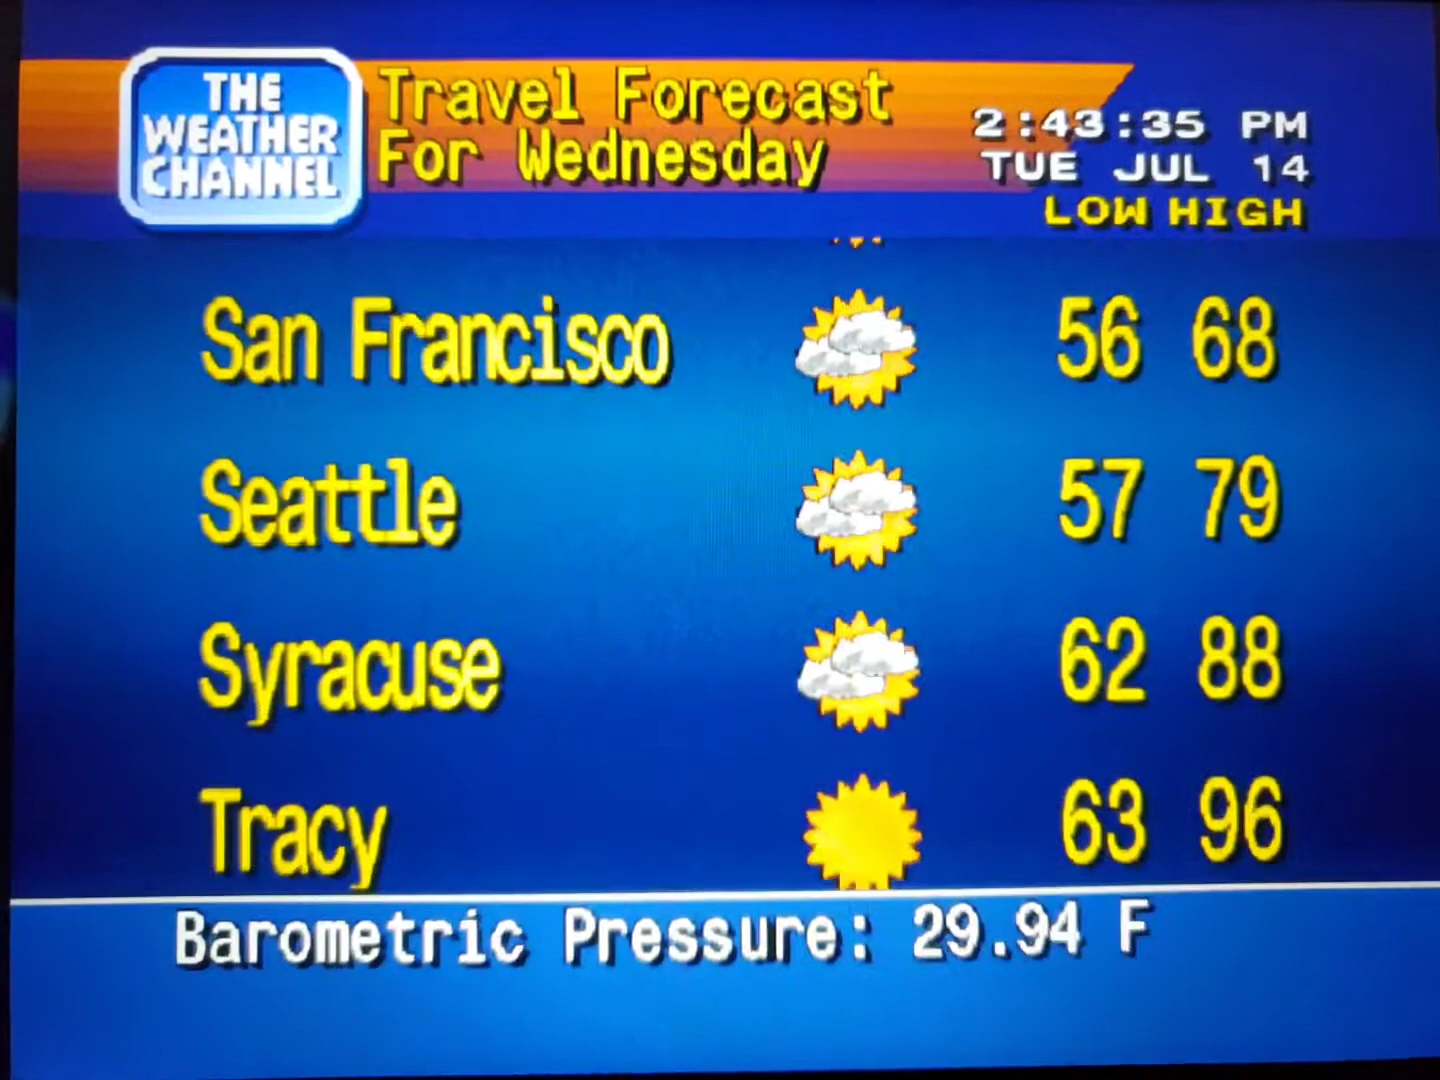 THE
WEATHER
CHANNEL
Travel Forecast
For Wednesday
2:43:35 PM
TUE JUL 14
LOW HIGH
San Francisco 56 68
Seattle 57 79
Syracuse 62 88
Tracy 63 96
Barometric Pressure: 29.94 F